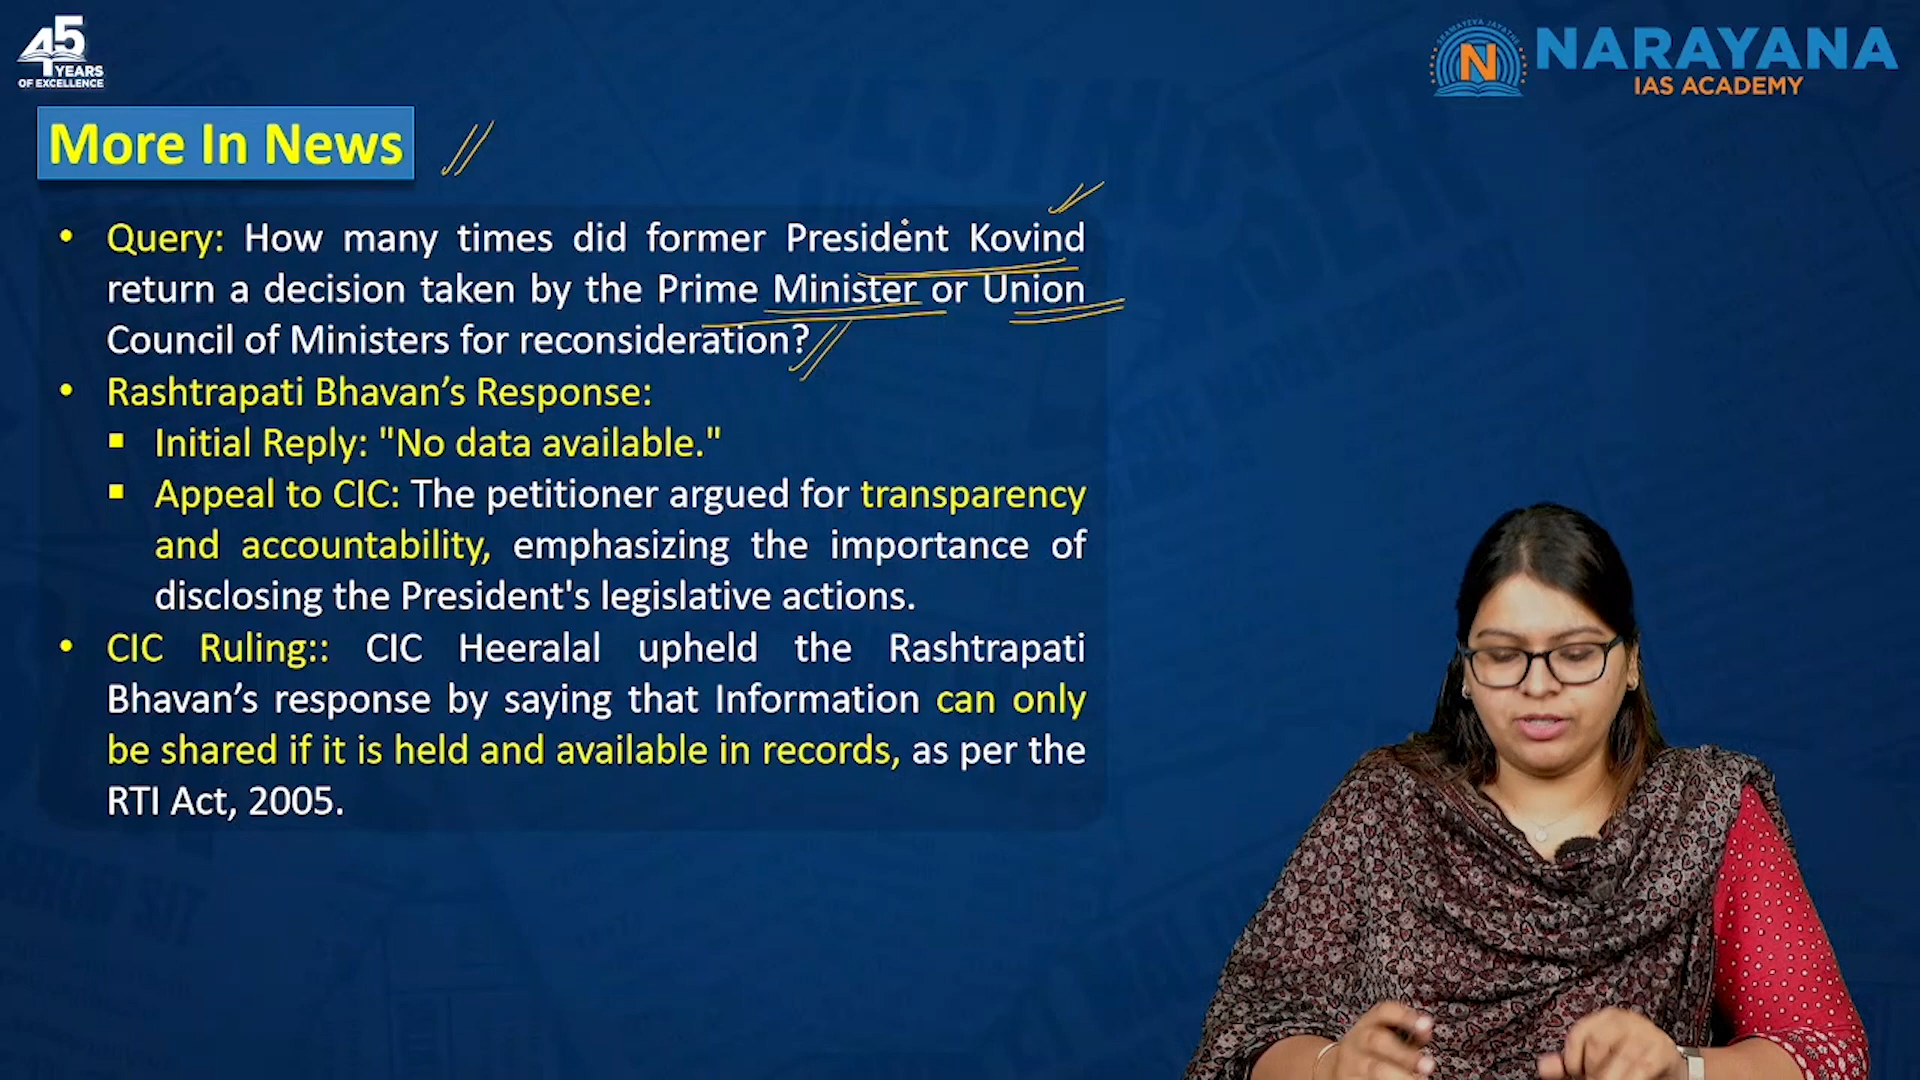 45
YEARS
OF EXCELLENCE
NARAYANA
IAS ACADEMY
N
More In News
• Query: How many times did former President Kovind
return a decision taken by the Prime Minister or Union
Council of Ministers for reconsideration?
• Rashtrapati Bhavan’s Response:
▪ Initial Reply: "No data available."
▪ Appeal to CIC: The petitioner argued for transparency
and accountability, emphasizing the importance of
disclosing the President's legislative actions.
• CIC Ruling:: CIC Heeralal upheld the Rashtrapati
Bhavan’s response by saying that Information can only
be shared if it is held and available in records, as per the
RTI Act, 2005.